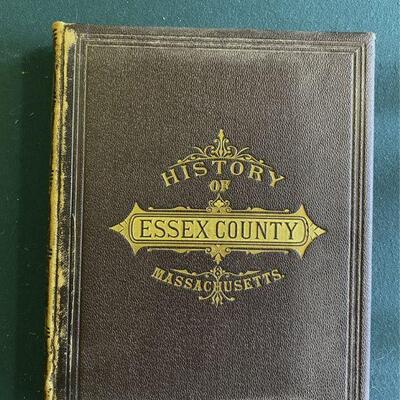 HISTORY
OF
ESSEX COUNTY
MASSACHUSETTS.